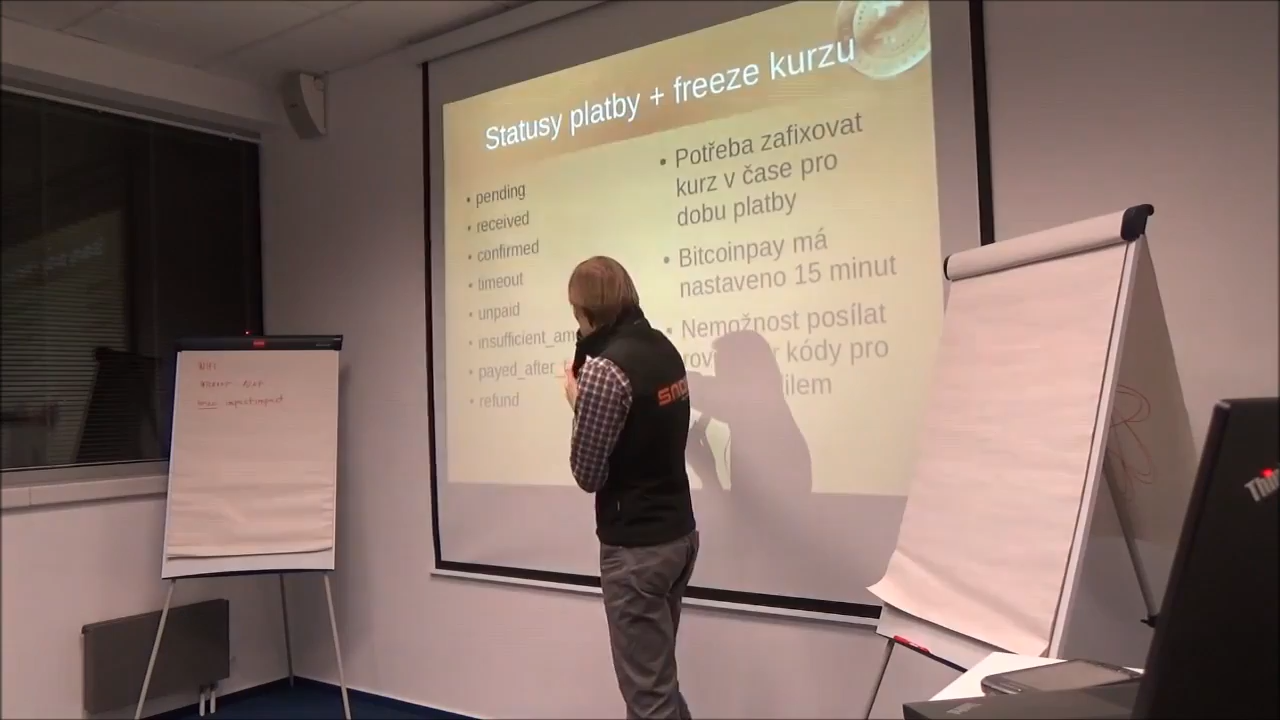 Statusy platby + freeze kurzu
• pending
• received
• confirmed
• timeout
• unpaid
• insufficient_am
• payed_after_
• refund
• Potřeba zafixovat
kurz v čase pro
dobu platby
• Bitcoinpay má
nastaveno 15 minut
• Nemožnost posílat
kódy pro